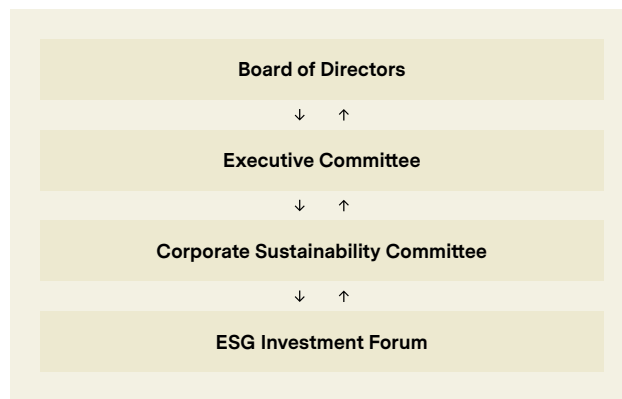 Board of Directors
↓ ↑
Executive Committee
↓ ↑
Corporate Sustainability Committee
↓ ↑
ESG Investment Forum